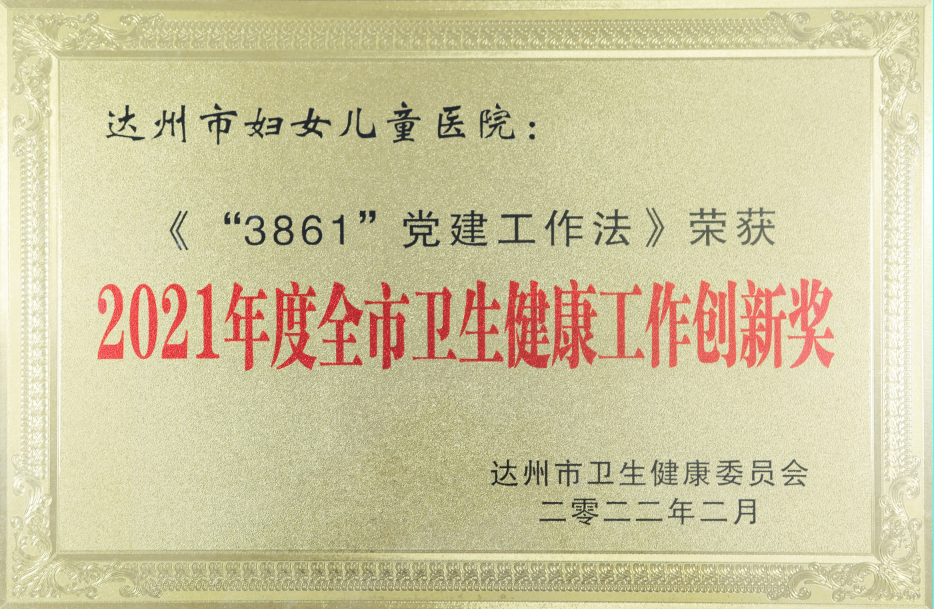 达州市妇女儿童医院：
《“3861”党建工作法》荣获
2021年度全市卫生健康工作创新奖
达州市卫生健康委员会
二零二二年二月